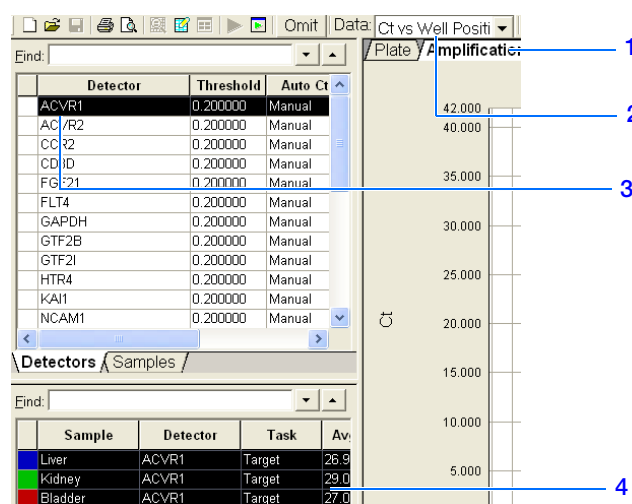 Omit Data: Ct vs Well Positi
Find:
Plate Amplification
1
2
3
4
Detector Threshold Auto Ct
ACVR1 0.200000 Manual
ACVR2 0.200000 Manual
CCR2 0.200000 Manual
CD3D 0.200000 Manual
FGF21 0.200000 Manual
FLT4 0.200000 Manual
GAPDH 0.200000 Manual
GTF2B 0.200000 Manual
GTF2I 0.200000 Manual
HTR4 0.200000 Manual
KAI1 0.200000 Manual
NCAM1 0.200000 Manual
Detectors Samples
Find:
Sample Detector Task Av
Liver ACVR1 Target 26.9
Kidney ACVR1 Target 29.0
Bladder ACVR1 Target 27.0
Ct
42.000
40.000
35.000
30.000
25.000
20.000
15.000
10.000
5.000